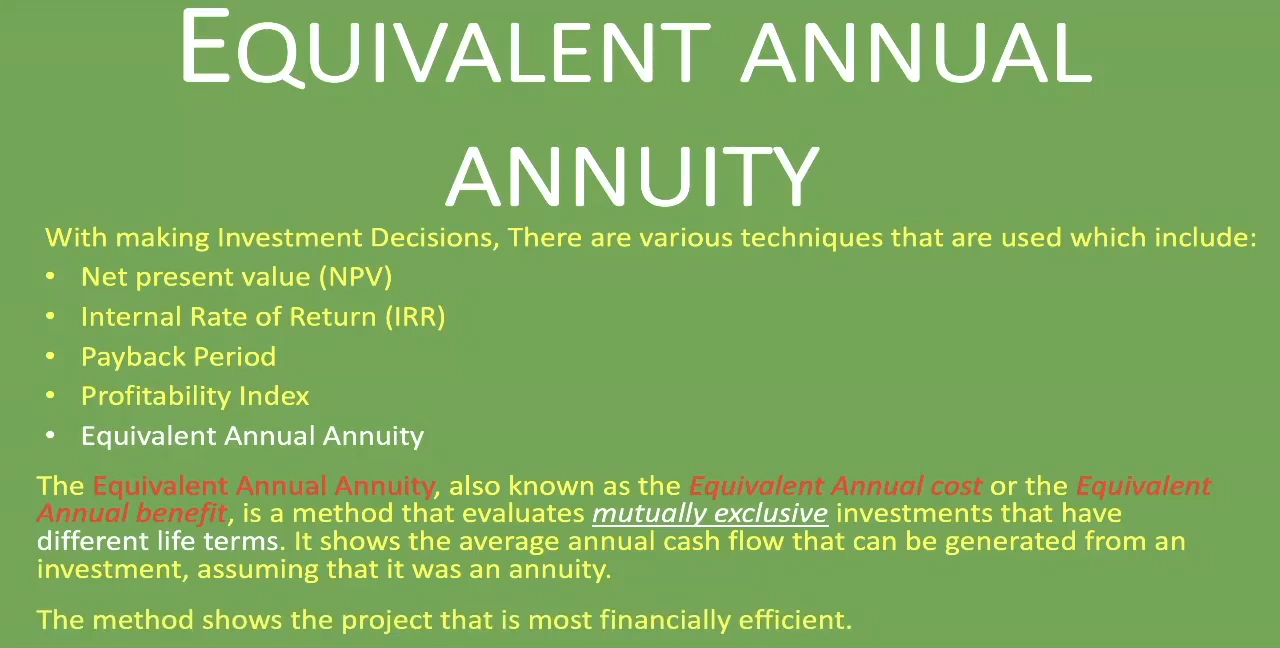 EQUIVALENT ANNUAL
ANNUITY
With making Investment Decisions, There are various techniques that are used which include:
• Net present value (NPV)
• Internal Rate of Return (IRR)
• Payback Period
• Profitability Index
• Equivalent Annual Annuity
The Equivalent Annual Annuity, also known as the Equivalent Annual cost or the Equivalent
Annual benefit, is a method that evaluates mutually exclusive investments that have
different life terms. It shows the average annual cash flow that can be generated from an
investment, assuming that it was an annuity.
The method shows the project that is most financially efficient.